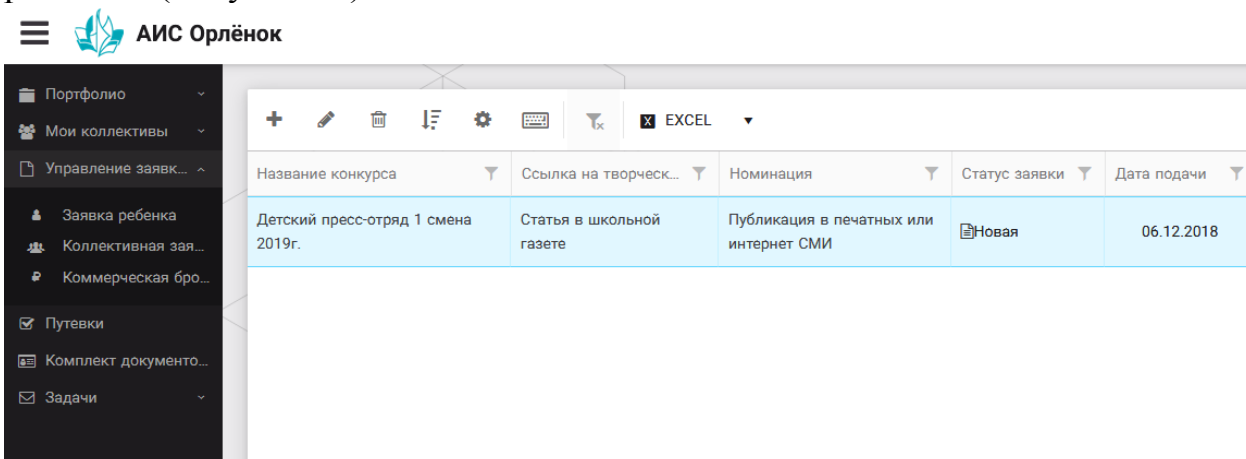 АИС Орлёнок
Портфолио
Мои коллективы
Управление заявк...
Заявка ребенка
Коллективная зая...
Коммерческая бро...
Путевки
Комплект документо...
Задачи
EXCEL
Название конкурса
Ссылка на творческ...
Номинация
Статус заявки
Дата подачи
Детский пресс-отряд 1 смена
2019г.
Статья в школьной
газете
Публикация в печатных или
интернет СМИ
Новая
06.12.2018